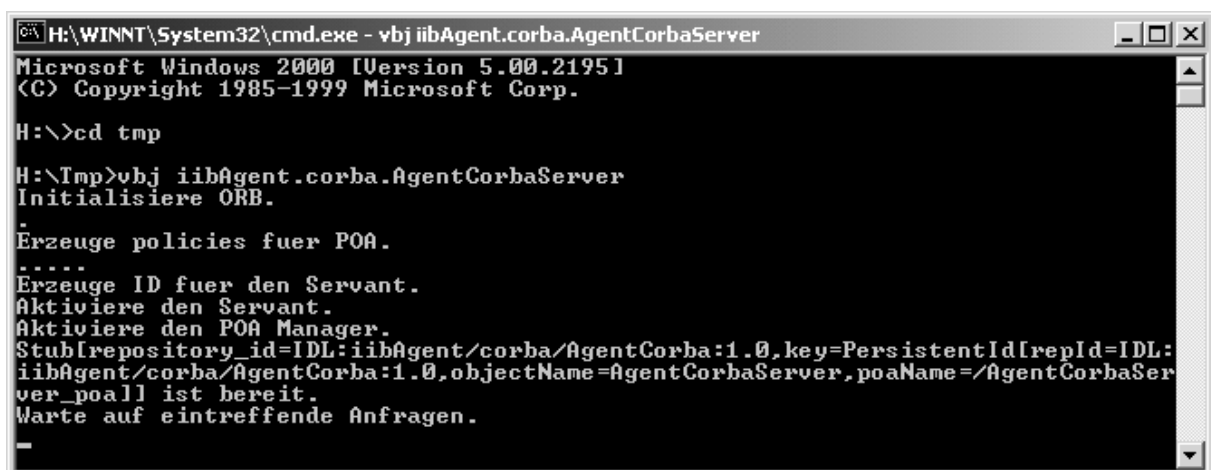 H:\WINNT\System32\cmd.exe - vbj iibAgent.corba.AgentCorbaServer
Microsoft Windows 2000 [Version 5.00.2195]
(C) Copyright 1985-1999 Microsoft Corp.
H:\>cd tmp
H:\Tmp>vbj iibAgent.corba.AgentCorbaServer
Initialisiere ORB.
.
Erzeuge policies fuer POA.
.....
Erzeuge ID fuer den Servant.
Aktiviere den Servant.
Aktiviere den POA Manager.
Stub[repository_id=IDL:iibAgent/corba/AgentCorba:1.0,key=PersistentId[repId=IDL:
iibAgent/corba/AgentCorba:1.0,objectName=AgentCorbaServer,poaName=/AgentCorbaSer
ver_poa]] ist bereit.
Warte auf eintreffende Anfragen.